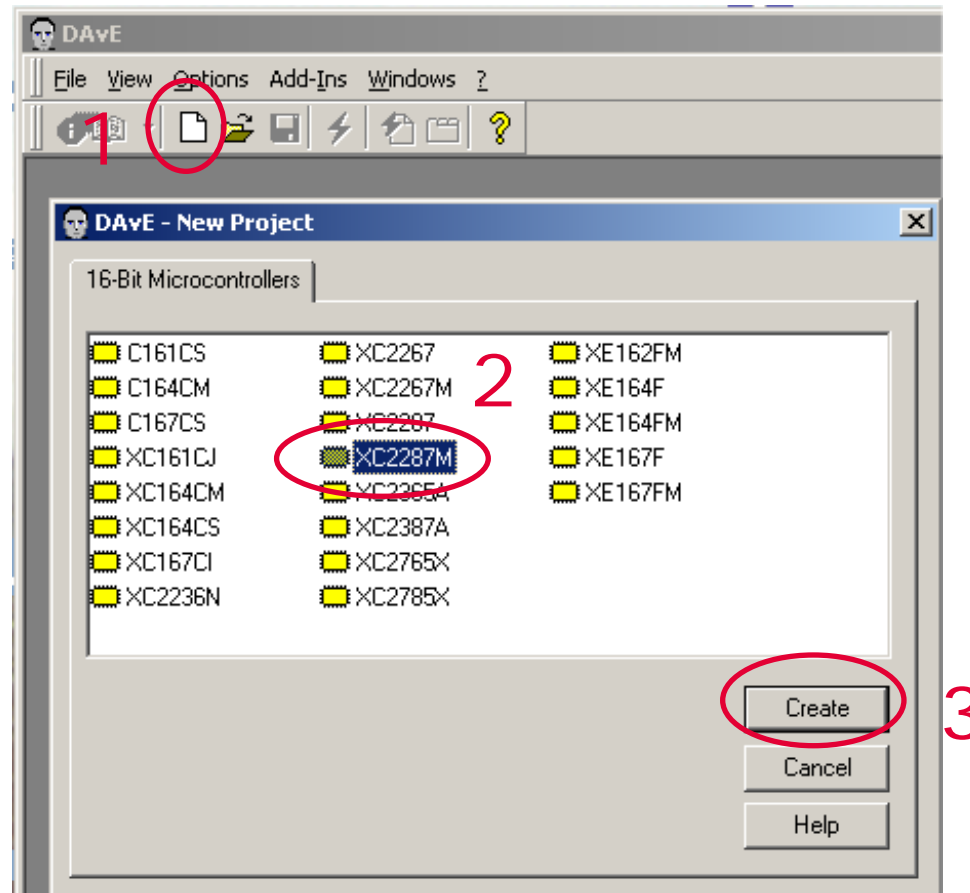 DAvE
File View Options Add-Ins Windows ?
1
DAvE - New Project
16-Bit Microcontrollers
C161CS XC2267 XE162FM
C164CM XC2267M 2 XE164F
C167CS XC2287 XE164FM
XC161CJ XC2287M XE167F
XC164CM XC2365A XE167FM
XC164CS XC2387A
XC167CI XC2765X
XC2236N XC2785X
Create 3
Cancel
Help